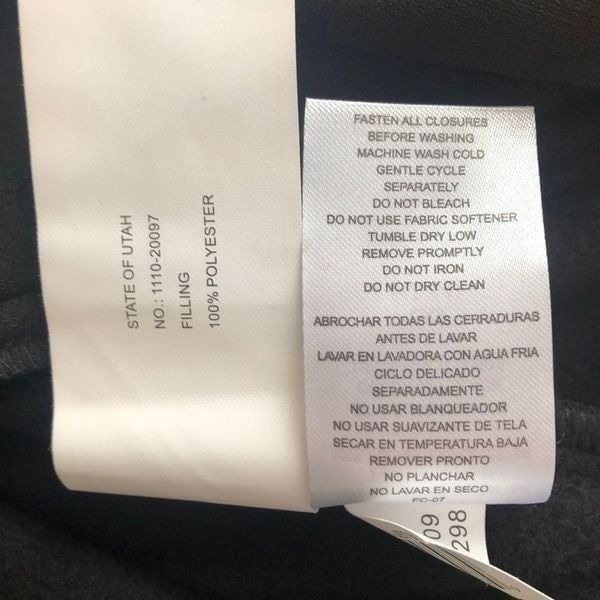 STATE OF UTAH
NO.: 1110-20097
FILLING
100% POLYESTER
FASTEN ALL CLOSURES
BEFORE WASHING
MACHINE WASH COLD
GENTLE CYCLE
SEPARATELY
DO NOT BLEACH
DO NOT USE FABRIC SOFTENER
TUMBLE DRY LOW
REMOVE PROMPTLY
DO NOT IRON
DO NOT DRY CLEAN
ABROCHAR TODAS LAS CERRADURAS
ANTES DE LAVAR
LAVAR EN LAVADORA CON AGUA FRIA
CICLO DELICADO
SEPARADAMENTE
NO USAR BLANQUEADOR
NO USAR SUAVIZANTE DE TELA
SECAR EN TEMPERATURA BAJA
REMOVER PRONTO
NO PLANCHAR
NO LAVAR EN SECO
FC-07
09
298